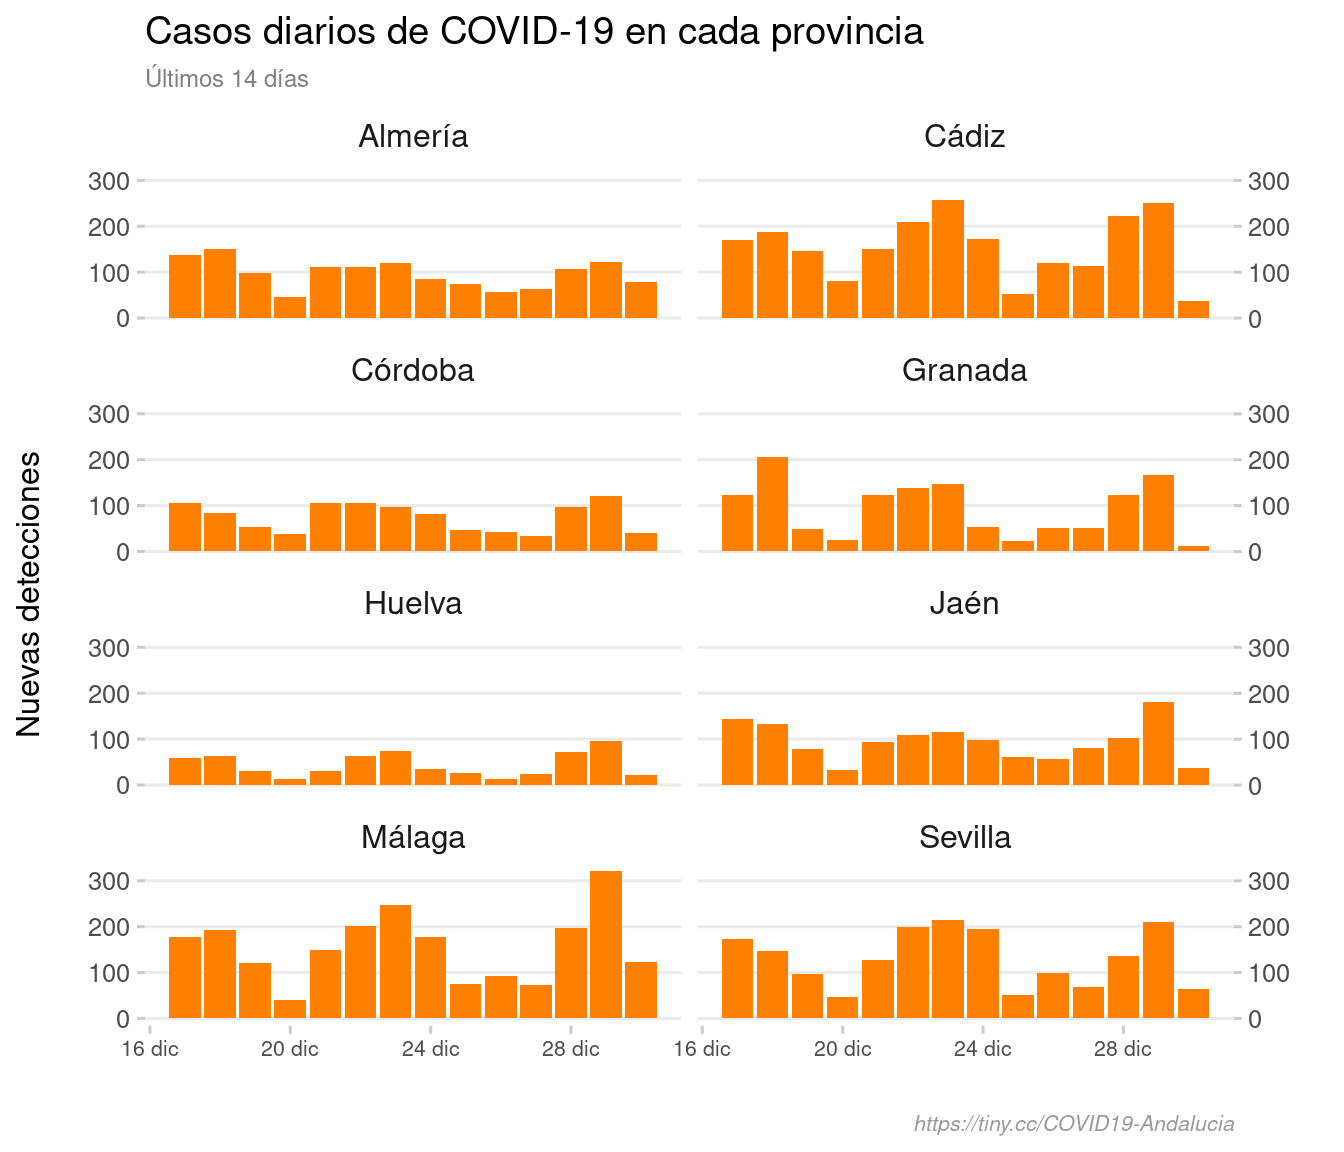 Casos diarios de COVID-19 en cada provincia
Últimos 14 días
Almería
Cádiz
300
200
100
0
300
200
100
0
Córdoba
Granada
300
200
100
0
300
200
100
0
Huelva
Jaén
300
200
100
0
300
200
100
0
Málaga
Sevilla
300
200
100
0
300
200
100
0
16 dic
20 dic
24 dic
28 dic
16 dic
20 dic
24 dic
28 dic
Nuevas detecciones
https://tiny.cc/COVID19-Andalucia